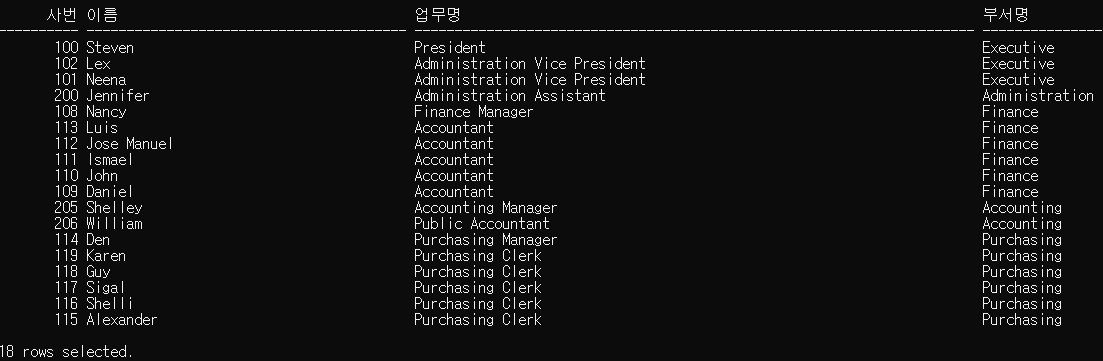 사번 이름 업무명 부서명
---------- ---------------------------------------- ---------------------------------------------------------------------- ---------------
100 Steven President Executive
102 Lex Administration Vice President Executive
101 Neena Administration Vice President Executive
200 Jennifer Administration Assistant Administration
108 Nancy Finance Manager Finance
113 Luis Accountant Finance
112 Jose Manuel Accountant Finance
111 Ismael Accountant Finance
110 John Accountant Finance
109 Daniel Accountant Finance
205 Shelley Accounting Manager Accounting
206 William Public Accountant Accounting
114 Den Purchasing Manager Purchasing
119 Karen Purchasing Clerk Purchasing
118 Guy Purchasing Clerk Purchasing
117 Sigal Purchasing Clerk Purchasing
116 Shelli Purchasing Clerk Purchasing
115 Alexander Purchasing Clerk Purchasing
18 rows selected.